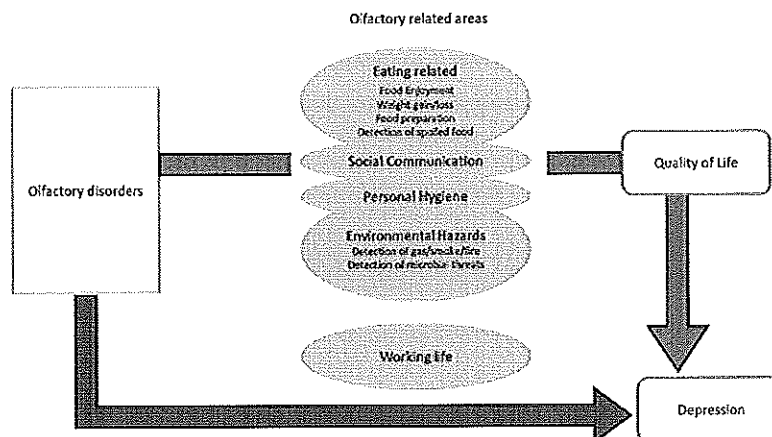 Olfactory related areas
Eating related
Food Enjoyment
Weight gain/loss
Food preparation
Detection of spoiled food
Social Communication
Quality of Life
Olfactory disorders
Personal Hygiene
Environmental Hazards
Detection of gas/smoke/fire
Detection of microbial threats
Working life
Depression